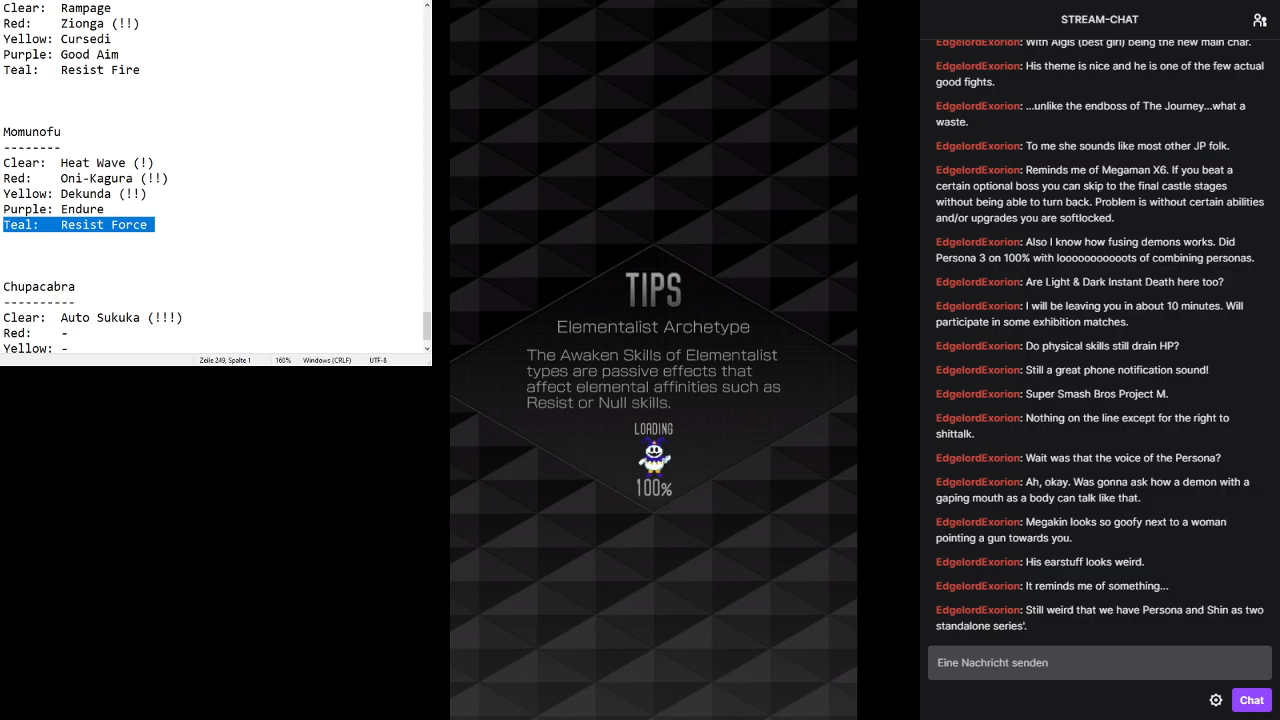 Clear:  Rampage
Red:    Zionga (!!)
Yellow: Cursedi
Purple: Good Aim
Teal:   Resist Fire
Momunofu
--------
Clear:  Heat Wave (!)
Red:    Oni-Kagura (!!)
Yellow: Dekunda (!!)
Purple: Endure
Teal:   Resist Force
Chupacabra
----------
Clear:  Auto Sukuka (!!!)
Red:    -
Yellow: -
Zeile 249, Spalte 1
160%
Windows (CRLF)
UTF-8
TIPS
Elementalist Archetype
The Awaken Skills of Elementalist
types are passive effects that
affect elemental affinities such as
Resist or Null skills.
LOADING
100%
STREAM-CHAT
EdgelordExorion: With Aigis (best girl) being the new main char.
EdgelordExorion: His theme is nice and he is one of the few actual
good fights.
EdgelordExorion: ...unlike the endboss of The Journey...what a
waste.
EdgelordExorion: To me she sounds like most other JP folk.
EdgelordExorion: Reminds me of Megaman X6. If you beat a
certain optional boss you can skip to the final castle stages
without being able to turn back. Problem is without certain abilities
and/or upgrades you are softlocked.
EdgelordExorion: Also I know how fusing demons works. Did
Persona 3 on 100% with looooooooooots of combining personas.
EdgelordExorion: Are Light & Dark Instant Death here too?
EdgelordExorion: I will be leaving you in about 10 minutes. Will
participate in some exhibition matches.
EdgelordExorion: Do physical skills still drain HP?
EdgelordExorion: Still a great phone notification sound!
EdgelordExorion: Super Smash Bros Project M.
EdgelordExorion: Nothing on the line except for the right to
shittalk.
EdgelordExorion: Wait was that the voice of the Persona?
EdgelordExorion: Ah, okay. Was gonna ask how a demon with a
gaping mouth as a body can talk like that.
EdgelordExorion: Megakin looks so goofy next to a woman
pointing a gun towards you.
EdgelordExorion: His earstuff looks weird.
EdgelordExorion: It reminds me of something...
EdgelordExorion: Still weird that we have Persona and Shin as two
standalone series'.
Eine Nachricht senden
Chat